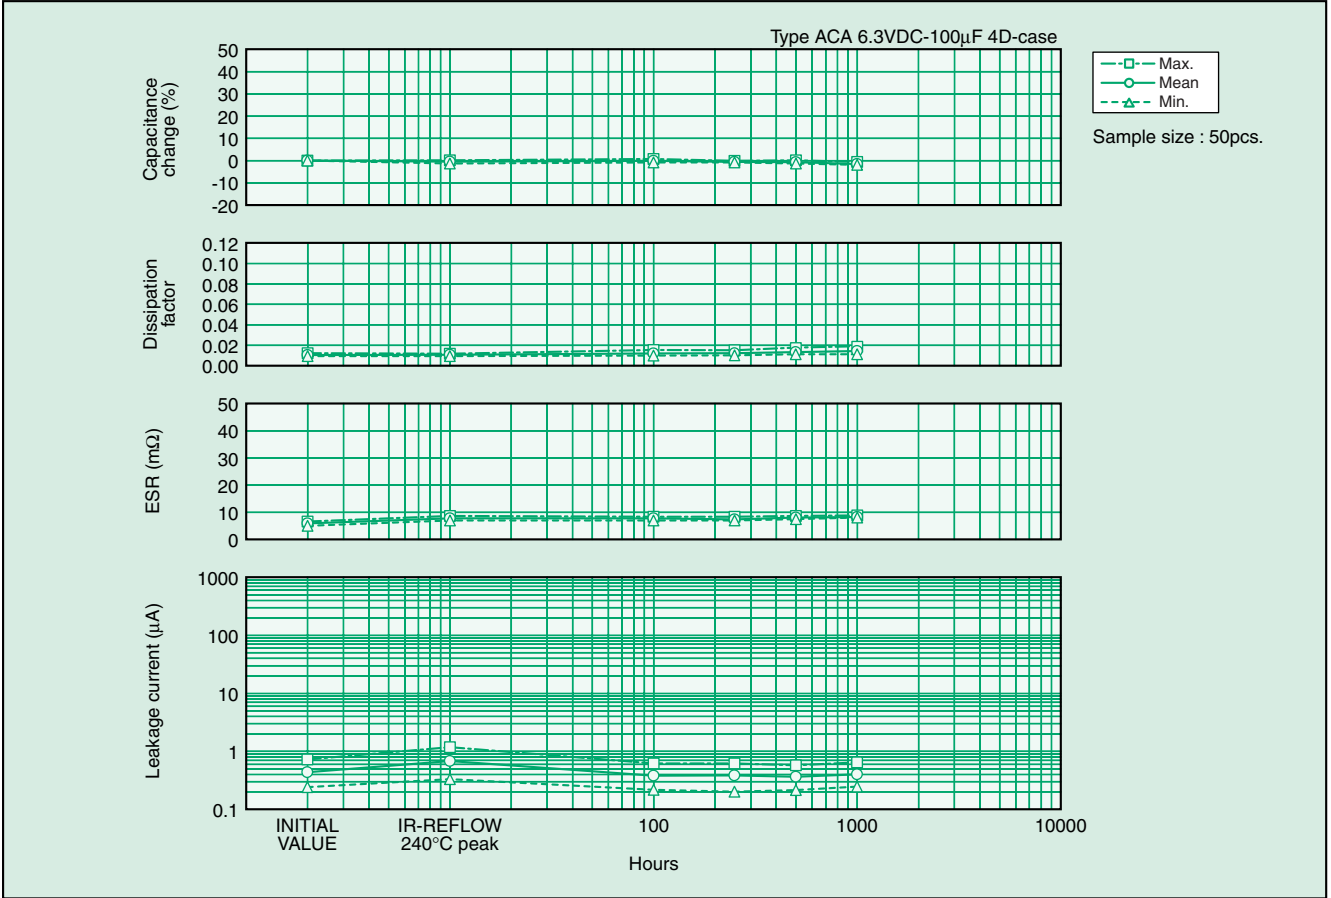 Type ACA 6.3VDC-100µF 4D-case
Max.
Mean
Min.
Sample size : 50pcs.
Capacitance
change (%)
50
40
30
20
10
0
-10
-20
Dissipation
factor
0.12
0.10
0.08
0.06
0.04
0.02
0.00
ESR (mΩ)
50
40
30
20
10
0
Leakage current (µA)
1000
100
10
1
0.1
INITIAL
VALUE
IR-REFLOW
240°C peak
100
1000
10000
Hours